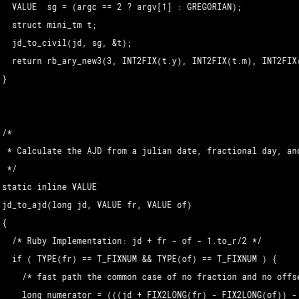 VALUE sg = (argc == 2 ? argv[1] : GREGORIAN);
struct mini_tm t;
jd_to_civil(jd, sg, &t);
return rb_ary_new3(3, INT2FIX(t.y), INT2FIX(t.m), INT2FIX
}
/*
* Calculate the AJD from a julian date, fractional day, and
*/
static inline VALUE
jd_to_ajd(long jd, VALUE fr, VALUE of)
{
/* Ruby Implementation: jd + fr - of - 1.to_r/2 */
if ( TYPE(fr) == T_FIXNUM && TYPE(of) == T_FIXNUM ) {
/* fast path the common case of no fraction and no offse
long numerator = (((jd + FIX2LONG(fr) - FIX2LONG(of)) -